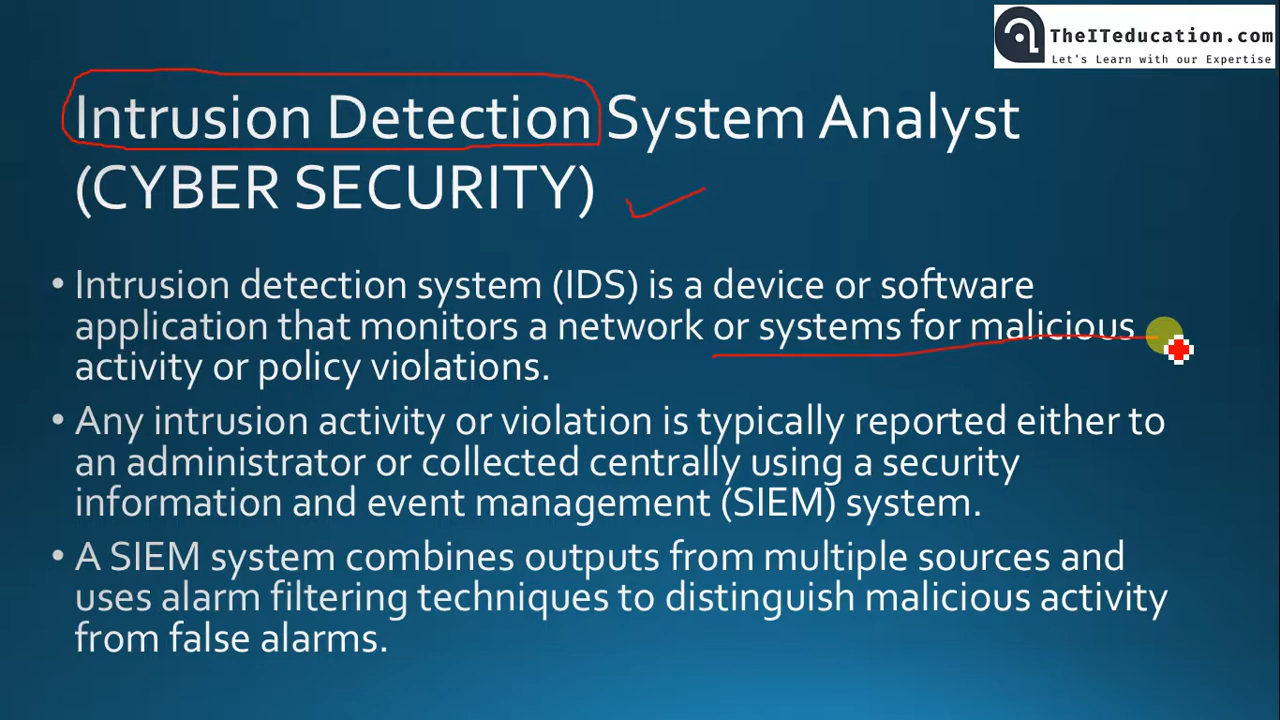 TheITeducation.com
Let's Learn with our Expertise
Intrusion Detection System Analyst
(CYBER SECURITY)
• Intrusion detection system (IDS) is a device or software
application that monitors a network or systems for malicious
activity or policy violations.
• Any intrusion activity or violation is typically reported either to
an administrator or collected centrally using a security
information and event management (SIEM) system.
• A SIEM system combines outputs from multiple sources and
uses alarm filtering techniques to distinguish malicious activity
from false alarms.